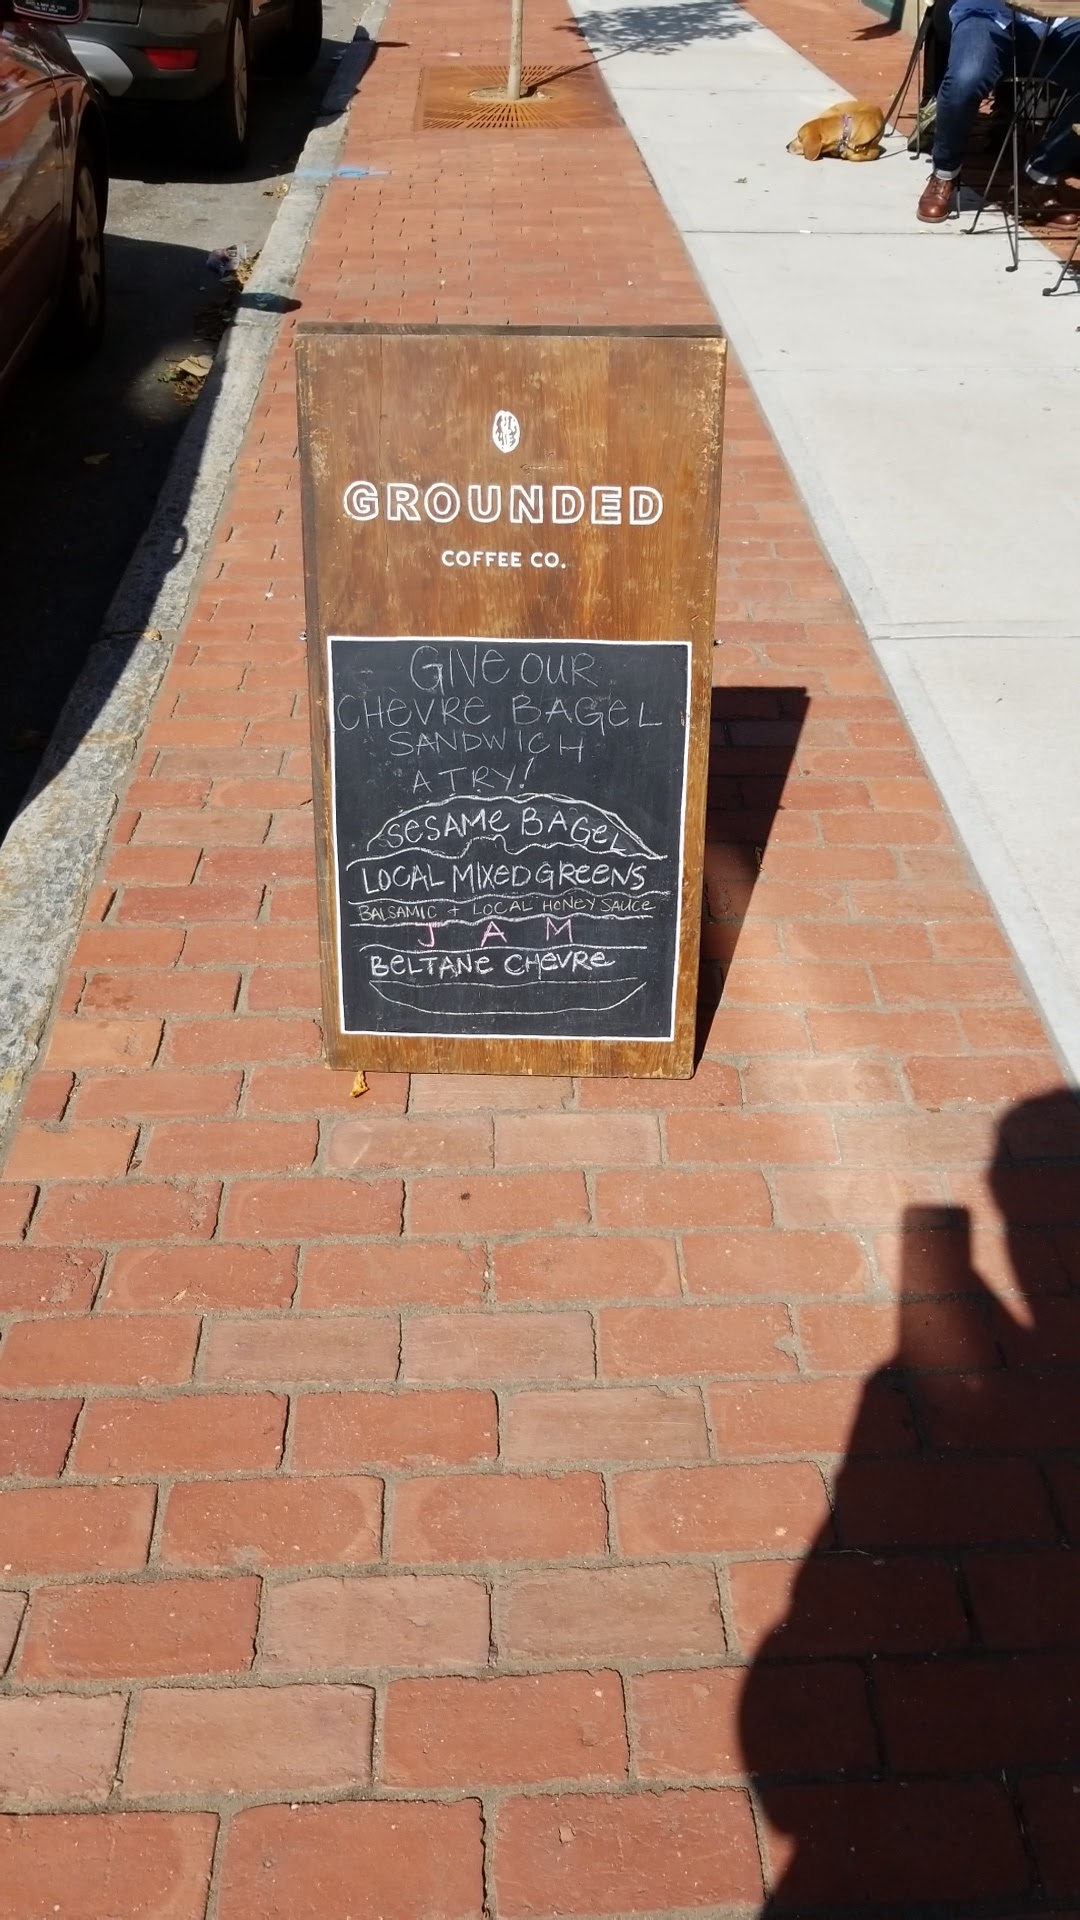 GROUNDED
COFFEE CO.
GIVE OUR
CHEVRE BAGEL
SANDWICH
A TRY!
SESAME BAGEL
LOCAL MIXED GREENS
BALSAMIC + LOCAL HONEY SAUCE
JAM
BELTANE CHEVRE